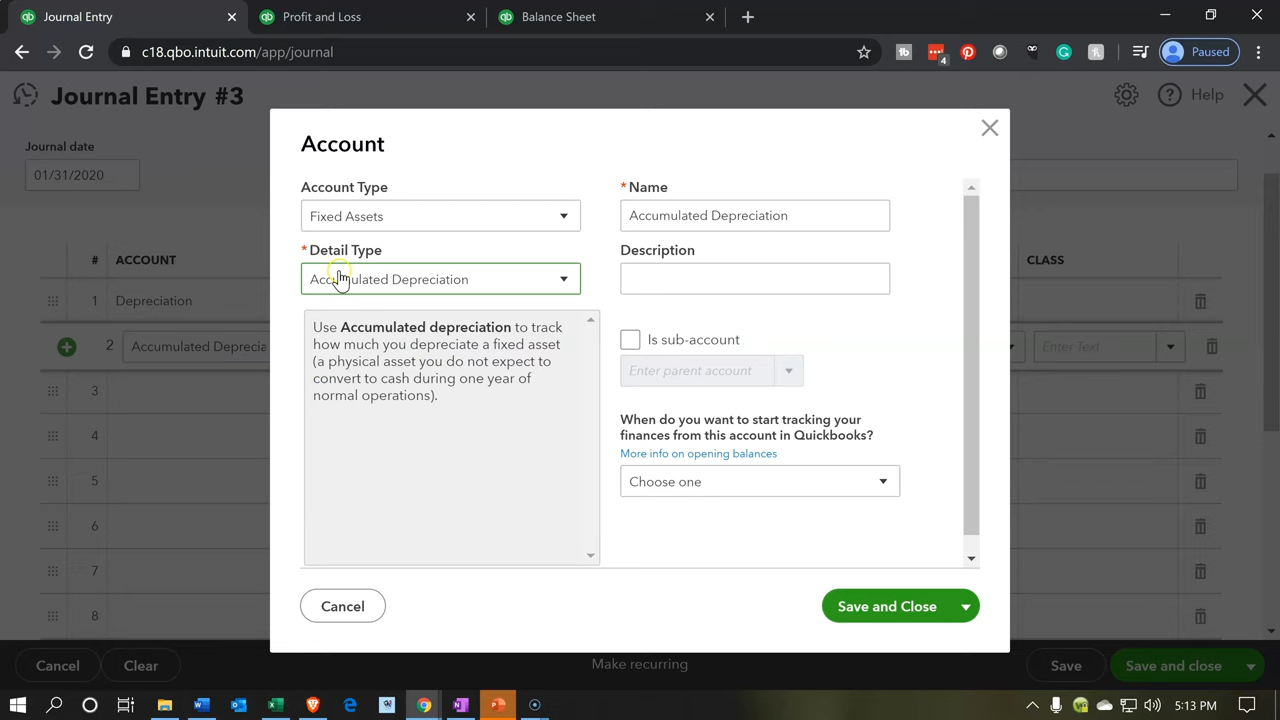 Journal Entry
Profit and Loss
Balance Sheet
c18.qbo.intuit.com/app/journal
4
Paused
Journal Entry #3
Help
Journal date
01/31/2020
# ACCOUNT
CLASS
1 Depreciation
2 Accumulated Deprecia
Enter Text
3
4
5
6
7
8
Account
Account Type
Fixed Assets
*Detail Type
Accumulated Depreciation
Use Accumulated depreciation to track
how much you depreciate a fixed asset
(a physical asset you do not expect to
convert to cash during one year of
normal operations).
*Name
Accumulated Depreciation
Description
Is sub-account
Enter parent account
When do you want to start tracking your
finances from this account in Quickbooks?
More info on opening balances
Choose one
Cancel
Save and Close
Cancel
Clear
Make recurring
Save
Save and close
5:13 PM